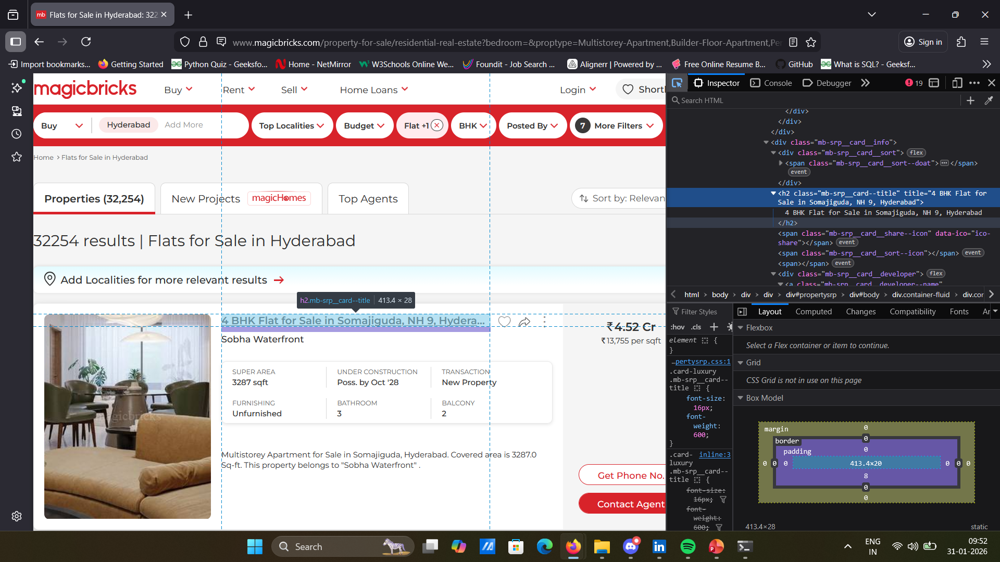 Flats for Sale in Hyderabad: 322
www.magicbricks.com/property-for-sale/residential-real-estate?bedroom=&proptype=Multistorey-Apartment,Builder-Floor-Apartment,Pe
Sign in
Import bookmarks...
Getting Started
Python Quiz - Geeksfo...
Home - NetMirror
W3Schools Online We...
Foundit - Job Search ...
Alignerr | Powered by ...
Free Online Resume B...
GitHub
What is SQL? - Geeksf...
magicbricks
Buy
Rent
Sell
Home Loans
Login
Shortl
Buy
Hyderabad
Add More
Top Localities
Budget
Flat +1
BHK
Posted By
7 More Filters
Home > Flats for Sale in Hyderabad
Properties (32,254)
New Projects magicHomes
Top Agents
Sort by: Relevan
32254 results | Flats for Sale in Hyderabad
Add Localities for more relevant results
h2.mb-srp__card--title 413.4 × 28
4 BHK Flat for Sale in Somajiguda, NH 9, Hydera...
Sobha Waterfront
₹4.52 Cr
₹13,755 per sqft
SUPER AREA
3287 sqft
UNDER CONSTRUCTION
Poss. by Oct '28
TRANSACTION
New Property
FURNISHING
Unfurnished
BATHROOM
3
BALCONY
2
magicbricks
Multistorey Apartment for Sale in Somajiguda, Hyderabad. Covered area is 3287.0
Sq-ft. This property belongs to "Sobha Waterfront" .
Get Phone No.
Contact Agent
Inspector
Console
Debugger
19
Search HTML
</div>
</div>
</div>
<div class="mb-srp__card__info">
<div class="mb-srp__card__sort"> flex
<span class="mb-srp__card__sort--doat"> ··· </span>
event
</div>
<h2 class="mb-srp__card--title" title="4 BHK Flat for
Sale in Somajiguda, NH 9, Hyderabad">
4 BHK Flat for Sale in Somajiguda, NH 9, Hyderabad
</h2>
<span class="mb-srp__card__share--icon" data-ico="ico-
share"></span> event
<span class="mb-srp__card__sort--icon"></span> event
<span></span> event
<div class="mb-srp__card__developer"> flex
<a class="mb-srp__card__developer--name"
html > body > div > div > div#propertysrp > div#body > div.container-fluid > div.cor
Filter Styles
:hov .cls
element {
}
…pertysrp.css:1
.card-luxury
.mb-srp__card--
title {
font-size:
16px;
font-
weight:
600;
}
.card- inline:3
luxury
.mb-srp__card--
title {
font-size:
16px;
font-
weight:
600;
Layout
Computed
Changes
Compatibility
Fonts
Ar
Flexbox
Select a Flex container or item to continue.
Grid
CSS Grid is not in use on this page
Box Model
margin 0
border 0
padding 0
0 0 0 413.4×20 0 0 0
8
0
0
413.4×28 static
Search
ENG
IN
09:52
31-01-2026